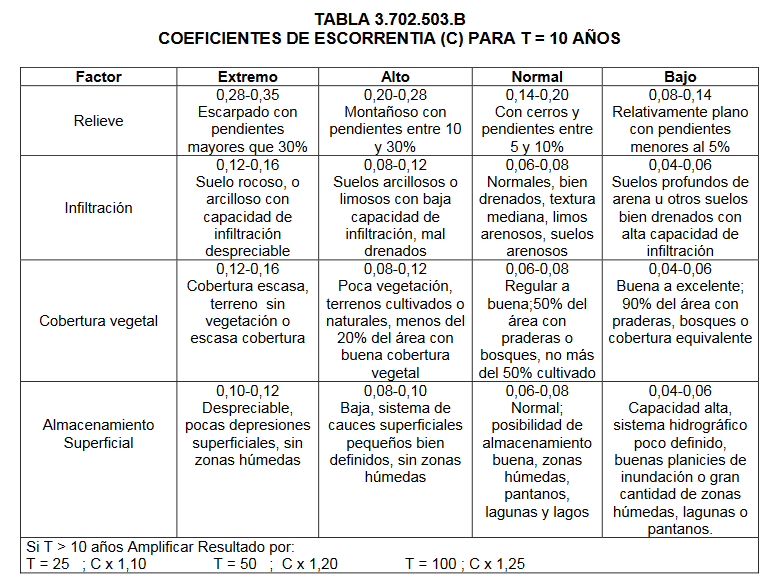 TABLA 3.702.503.B
COEFICIENTES DE ESCORRENTIA (C) PARA T = 10 AÑOS
Factor Extremo Alto Normal Bajo
Relieve
0,28-0,35
Escarpado con
pendientes
mayores que 30%
0,20-0,28
Montañoso con
pendientes entre 10
y 30%
0,14-0,20
Con cerros y
pendientes entre
5 y 10%
0,08-0,14
Relativamente plano
con pendientes
menores al 5%
Infiltración
0,12-0,16
Suelo rocoso, o
arcilloso con
capacidad de
infiltración
despreciable
0,08-0,12
Suelos arcillosos o
limosos con baja
capacidad de
infiltración, mal
drenados
0,06-0,08
Normales, bien
drenados, textura
mediana, limos
arenosos, suelos
arenosos
0,04-0,06
Suelos profundos de
arena u otros suelos
bien drenados con
alta capacidad de
infiltración
Cobertura vegetal
0,12-0,16
Cobertura escasa,
terreno sin
vegetación o
escasa cobertura
0,08-0,12
Poca vegetación,
terrenos cultivados o
naturales, menos del
20% del área con
buena cobertura
vegetal
0,06-0,08
Regular a
buena;50% del
área con
praderas o
bosques, no más
del 50% cultivado
0,04-0,06
Buena a excelente;
90% del área con
praderas, bosques o
cobertura equivalente
Almacenamiento
Superficial
0,10-0,12
Despreciable,
pocas depresiones
superficiales, sin
zonas húmedas
0,08-0,10
Baja, sistema de
cauces superficiales
pequeños bien
definidos, sin zonas
húmedas
0,06-0,08
Normal;
posibilidad de
almacenamiento
buena, zonas
húmedas,
pantanos,
lagunas y lagos
0,04-0,06
Capacidad alta,
sistema hidrográfico
poco definido,
buenas planicies de
inundación o gran
cantidad de zonas
húmedas, lagunas o
pantanos.
Si T > 10 años Amplificar Resultado por:
T = 25 ; C x 1,10 T = 50 ; C x 1,20 T = 100 ; C x 1,25